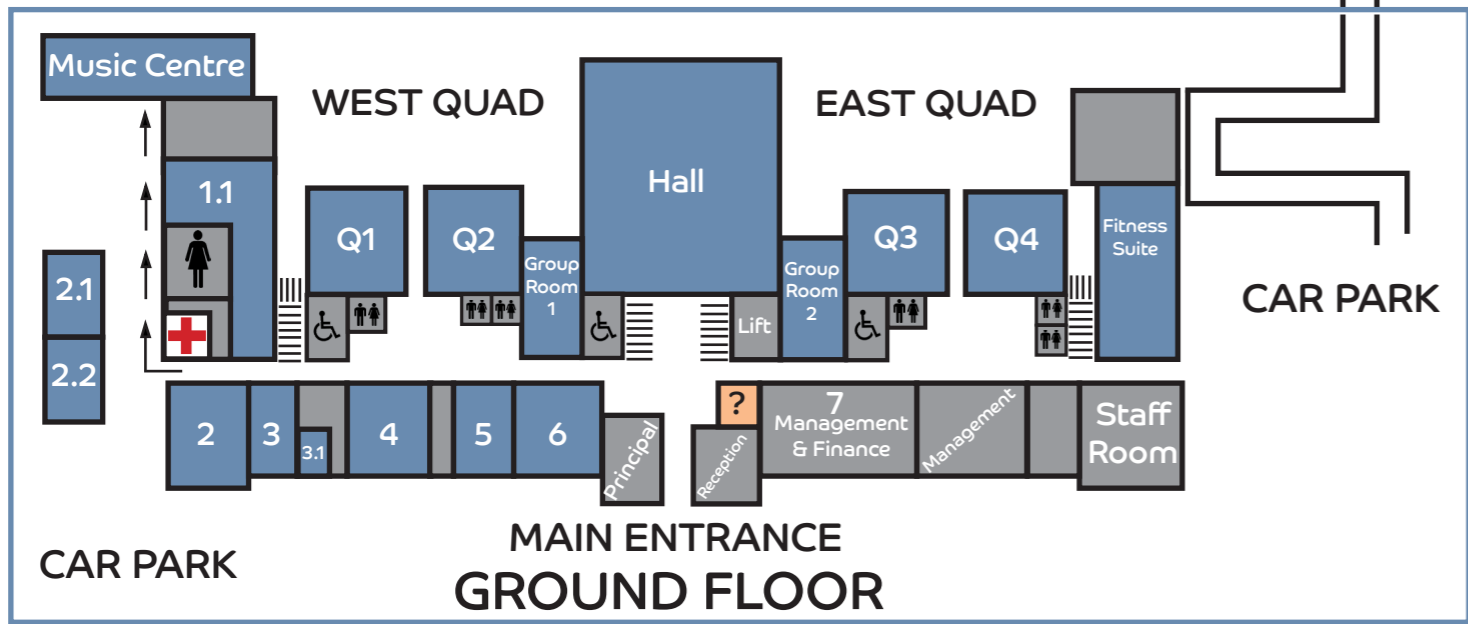 Music Centre
WEST QUAD
EAST QUAD
Hall
1.1
Q1
Q2
Q3
Q4
Fitness
Suite
Group
Room
1
Group
Room
2
2.1
2.2
Lift
CAR PARK
2
3
3.1
4
5
6
Principal
?
Reception
7
Management
& Finance
Management
Staff
Room
MAIN ENTRANCE
CAR PARK
GROUND FLOOR